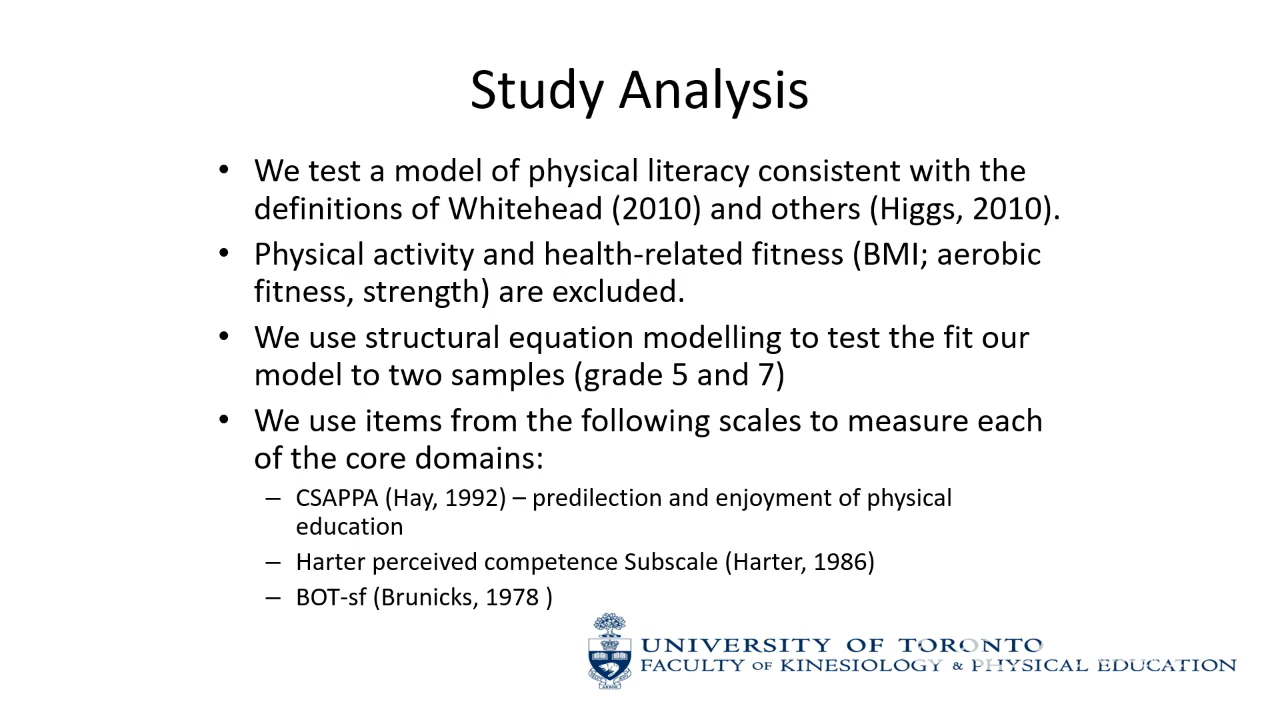 Study Analysis
• We test a model of physical literacy consistent with the
definitions of Whitehead (2010) and others (Higgs, 2010).
• Physical activity and health-related fitness (BMI; aerobic
fitness, strength) are excluded.
• We use structural equation modelling to test the fit our
model to two samples (grade 5 and 7)
• We use items from the following scales to measure each
of the core domains:
– CSAPPA (Hay, 1992) – predilection and enjoyment of physical
education
– Harter perceived competence Subscale (Harter, 1986)
– BOT-sf (Brunicks, 1978 )
UNIVERSITY OF TORONTO
FACULTY OF KINESIOLOGY & PHYSICAL EDUCATION